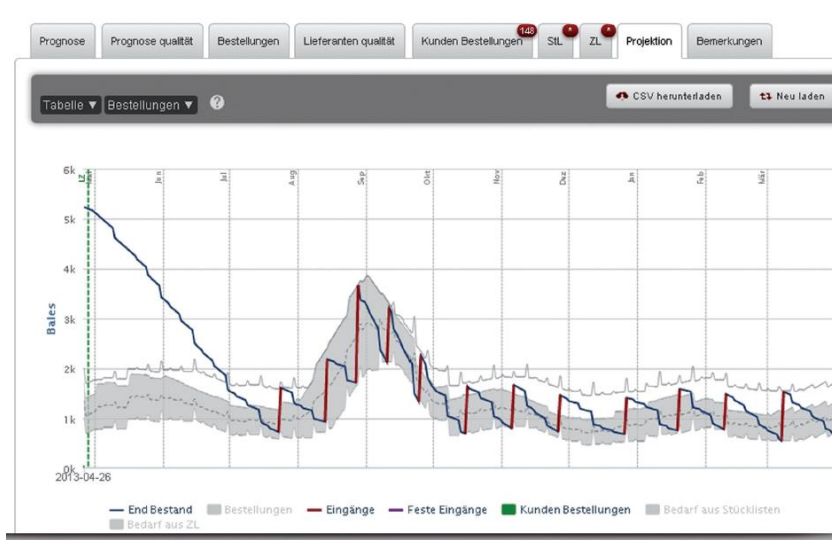 Prognose Prognose qualität Bestellungen Lieferanten qualität Kunden Bestellungen 148 StL * ZL * Projektion Bemerkungen
Tabelle ▼ Bestellungen ▼ ? CSV herunterladen Neu laden
6k LZ Jun Jul Aug Sep Okt Nov Dez Jan Feb Mär
5k
4k
3k
Bales
2k
1k
0k
2013-04-26
End Bestand Bestellungen Eingänge Feste Eingänge Kunden Bestellungen Bedarf aus Stücklisten
Bedarf aus ZL